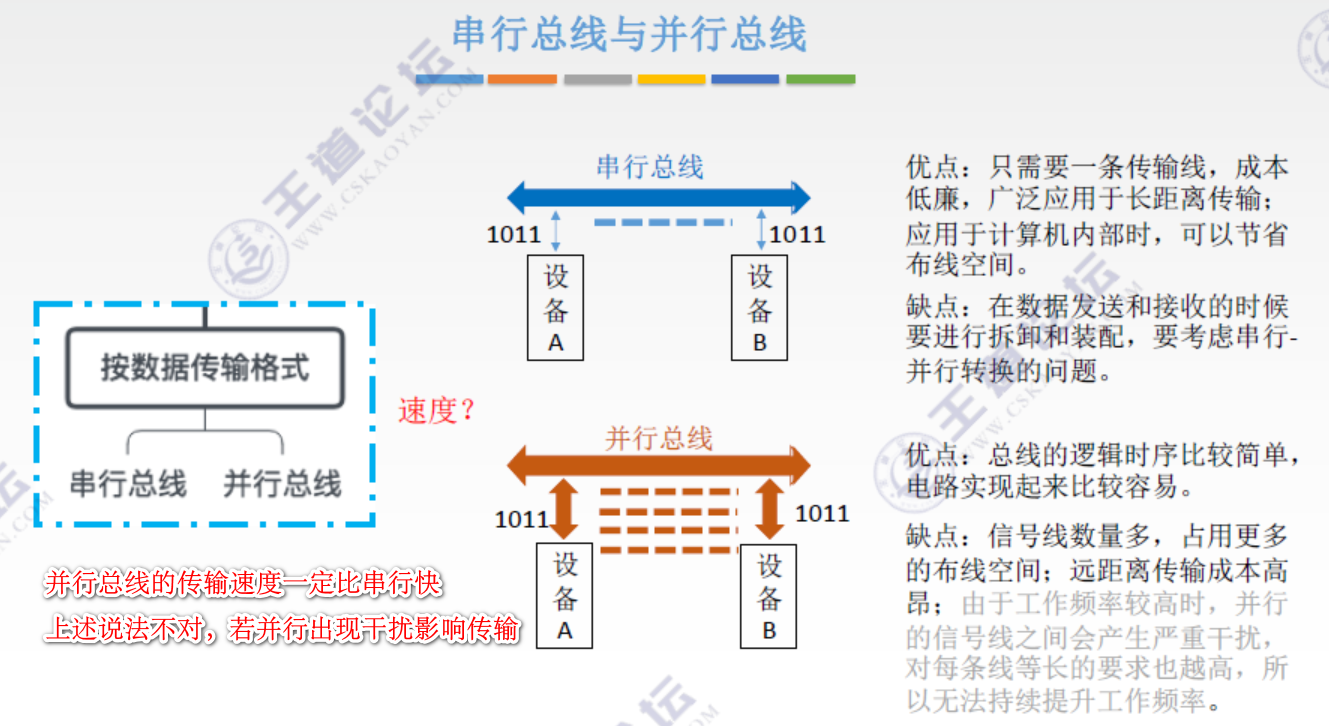 串行总线与并行总线
串行总线
1011
1011
设备A
设备B
优点：只需要一条传输线，成本
低廉，广泛应用于长距离传输；
应用于计算机内部时，可以节省
布线空间。
缺点：在数据发送和接收的时候
要进行拆卸和装配，要考虑串行-
并行转换的问题。
按数据传输格式
串行总线
并行总线
速度？
并行总线
1011
1011
设备A
设备B
优点：总线的逻辑时序比较简单，
电路实现起来比较容易。
缺点：信号线数量多，占用更多
的布线空间；远距离传输成本高
昂；由于工作频率较高时，并行
的信号线之间会产生严重干扰，
对每条线等长的要求也越高，所
以无法持续提升工作频率。
并行总线的传输速度一定比串行快
上述说法不对，若并行出现干扰影响传输
王道论坛
WWW.CSKAOYAN.COM
王道论坛
WWW.CSKAOYAN.COM